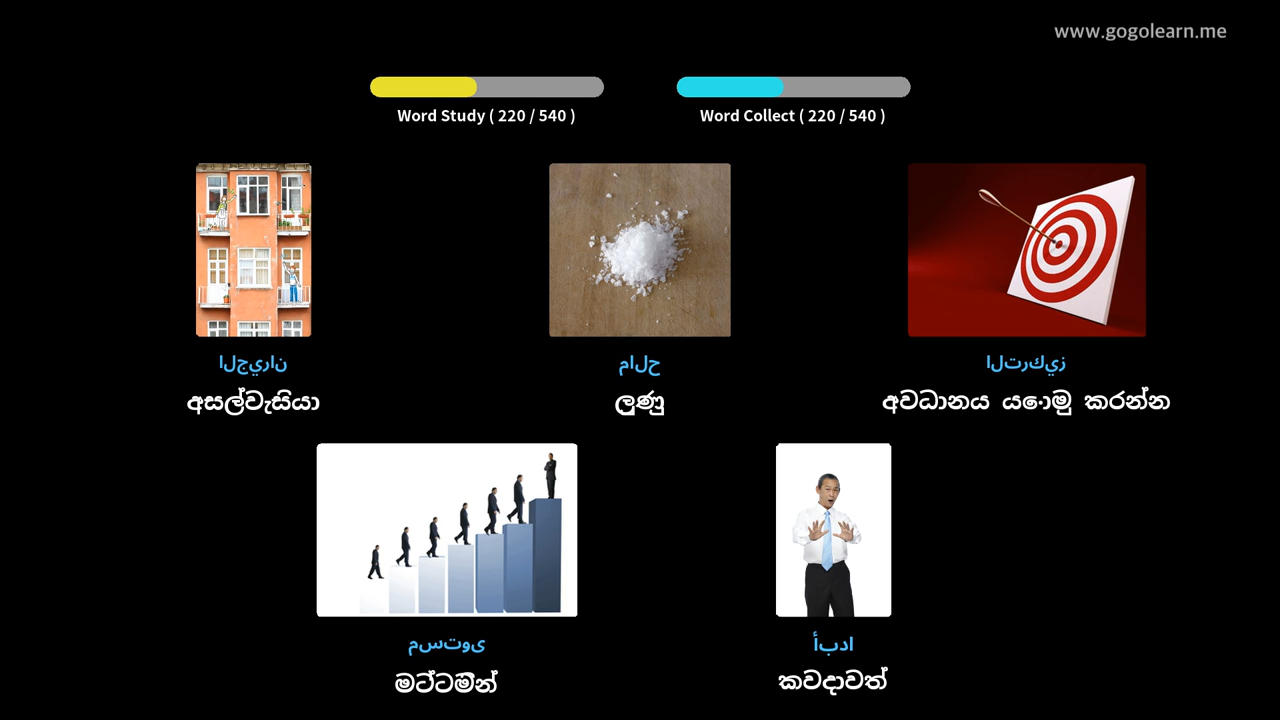 www.gogolearn.me
Word Study ( 220 / 540 )
Word Collect ( 220 / 540 )
الجيران
مالح
التركيز
අසල්වැසියා
ලුණු
අවධානය යොමු කරන්න
مستوى
أبدا
මට්ටමින්
කවදාවත්